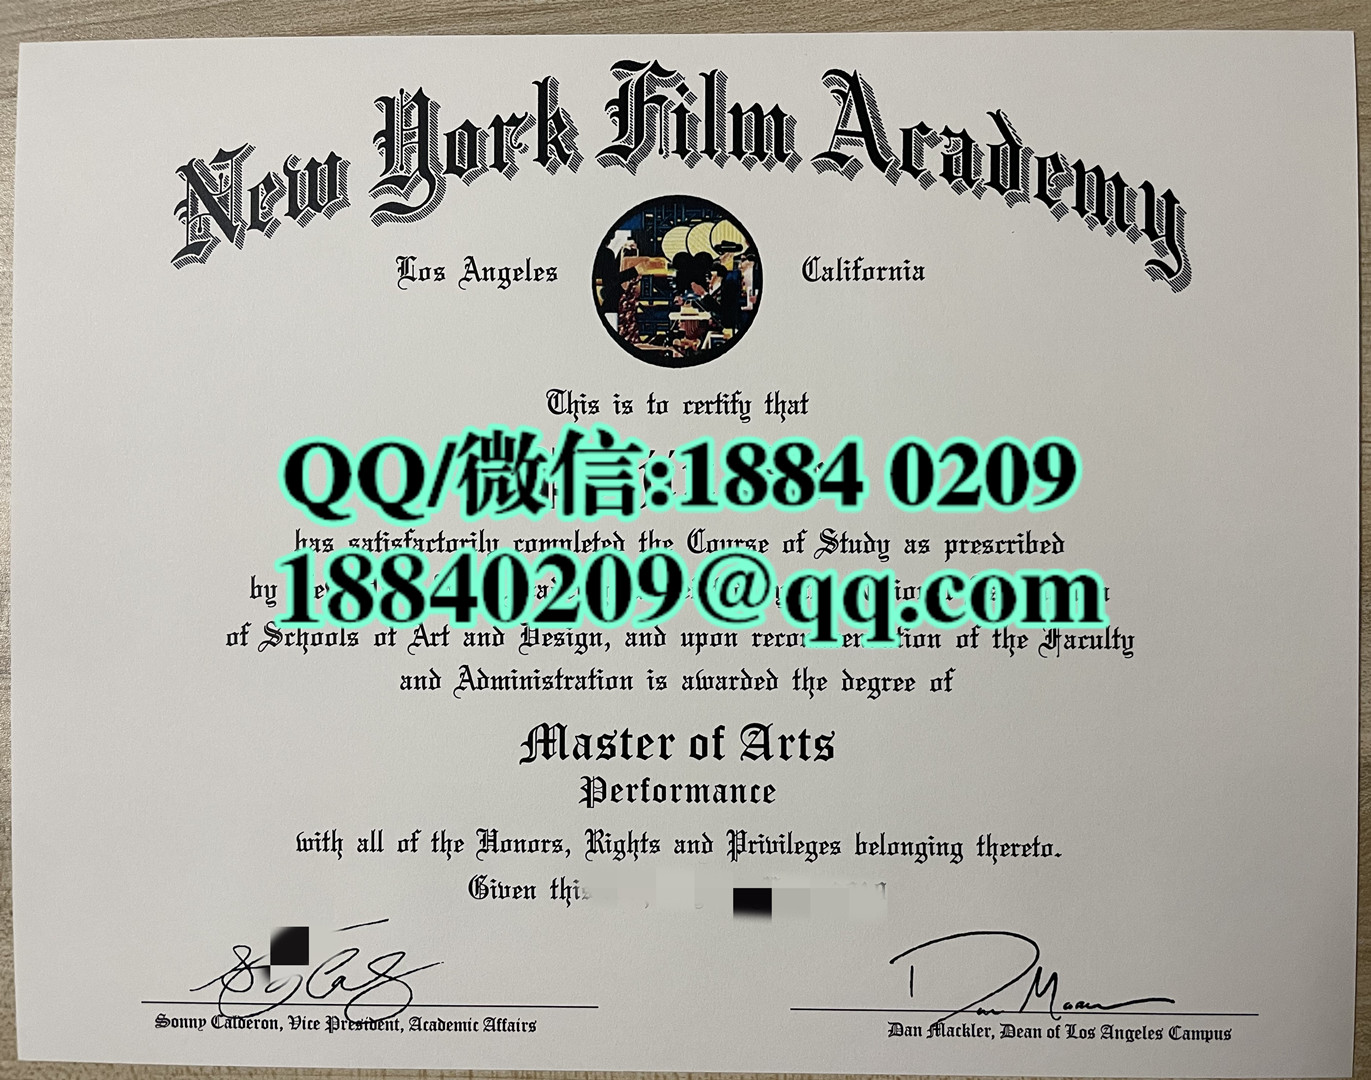 New York Film Academy
Los Angeles California
This is to certify that
QQ/微信:1884 0209
has satisfactorily completed the Course of Study as prescribed
18840209@qq.com
by
of Schools of Art and Design, and upon of the Faculty
and Administration is awarded the degree of
Master of Arts
Performance
with all of the Honors, Rights and Privileges belonging thereto.
Given this
Sonny Calderon, Vice President, Academic Affairs
Dan Mackler, Dean of Los Angeles Campus